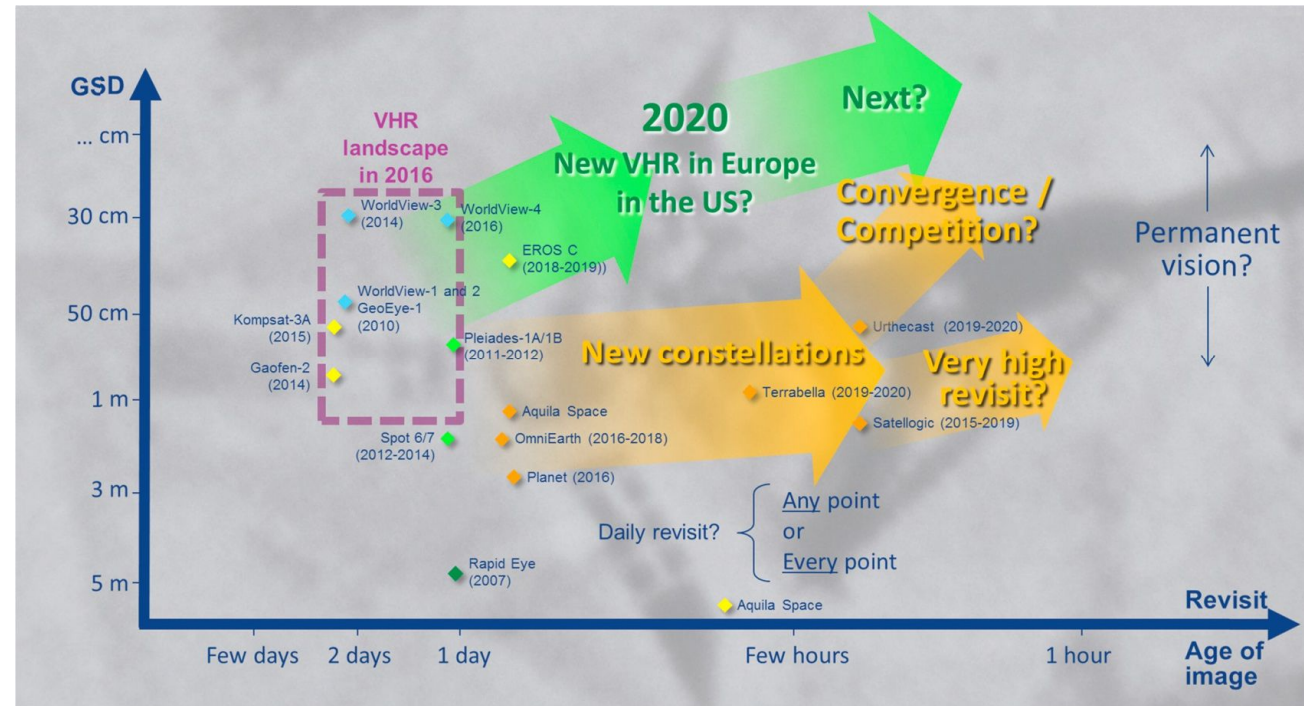 GSD
... cm
30 cm
50 cm
1 m
3 m
5 m
VHR
landscape
in 2016
WorldView-3
(2014)
WorldView-4
(2016)
EROS C
(2018-2019))
WorldView-1 and 2
GeoEye-1
(2010)
Kompsat-3A
(2015)
Gaofen-2
(2014)
Pleiades-1A/1B
(2011-2012)
Spot 6/7
(2012-2014)
Aquila Space
OmniEarth (2016-2018)
Planet (2016)
Rapid Eye
(2007)
2020
New VHR in Europe
in the US?
Next?
Convergence /
Competition?
New constellations
Urthecast (2019-2020)
Terrabella (2019-2020)
Very high
revisit?
Satellogic (2015-2019)
Permanent
vision?
Daily revisit?
Any point
or
Every point
Aquila Space
Revisit
Few days
2 days
1 day
Few hours
1 hour
Age of
image